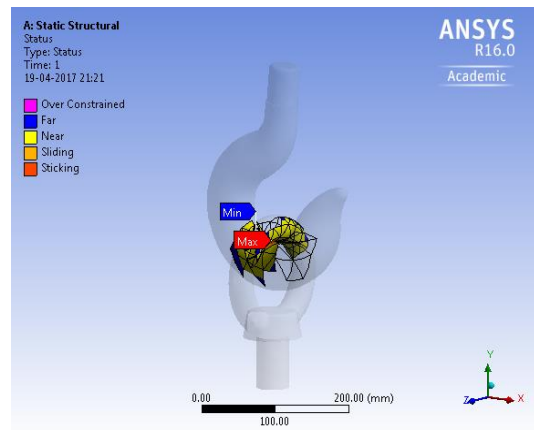 A: Static Structural
Status
Type: Status
Time: 1
19-04-2017 21:21
Over Constrained
Far
Near
Sliding
Sticking
ANSYS
R16.0
Academic
Min
Max
0.00
200.00 (mm)
100.00
Y
Z
X